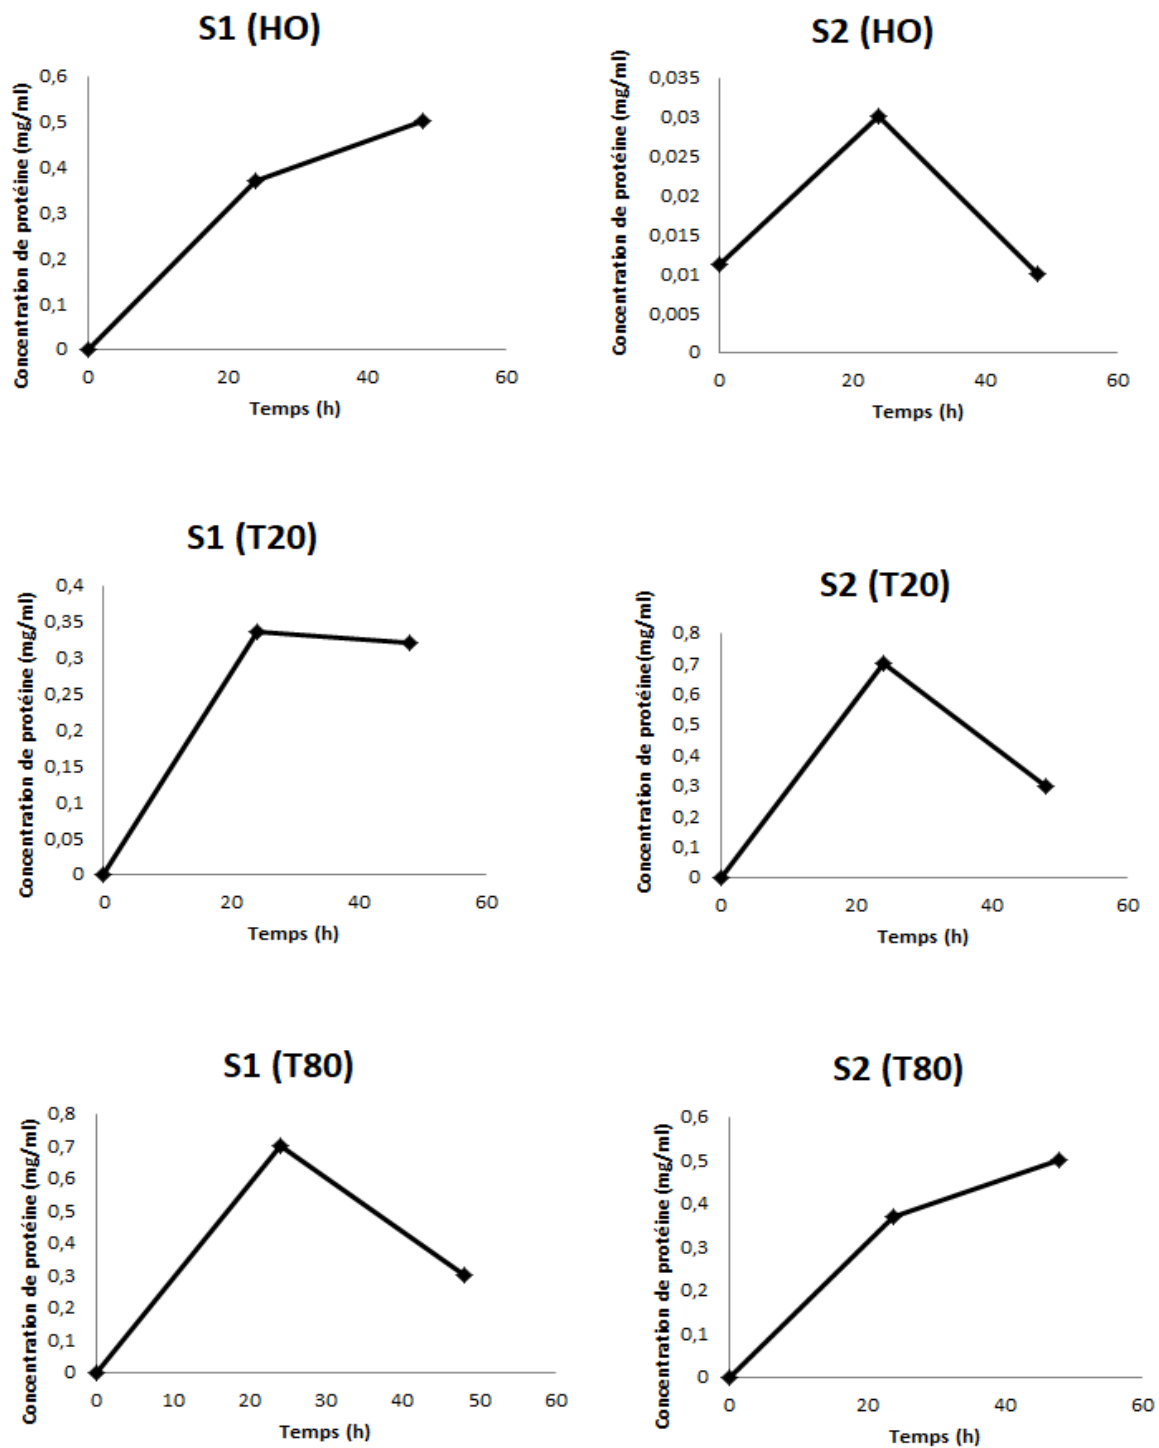 S1 (HO)
Concentration de protéine (mg/ml)
0,6
0,5
0,4
0,3
0,2
0,1
0
0 20 40 60
Temps (h)
S2 (HO)
Concentration de protéine (mg/ml)
0,035
0,03
0,025
0,02
0,015
0,01
0,005
0
0 20 40 60
Temps (h)
S1 (T20)
Concentration de protéine (mg/ml)
0,4
0,35
0,3
0,25
0,2
0,15
0,1
0,05
0
0 20 40 60
Temps (h)
S2 (T20)
Concentration de protéine(mg/ml)
0,8
0,7
0,6
0,5
0,4
0,3
0,2
0,1
0
0 20 40 60
Temps (h)
S1 (T80)
Concentration de protéine (mg/ml)
0,8
0,7
0,6
0,5
0,4
0,3
0,2
0,1
0
0 10 20 30 40 50 60
Temps (h)
S2 (T80)
Concentration de protéine (mg/ml)
0,6
0,5
0,4
0,3
0,2
0,1
0
0 20 40 60
Temps (h)